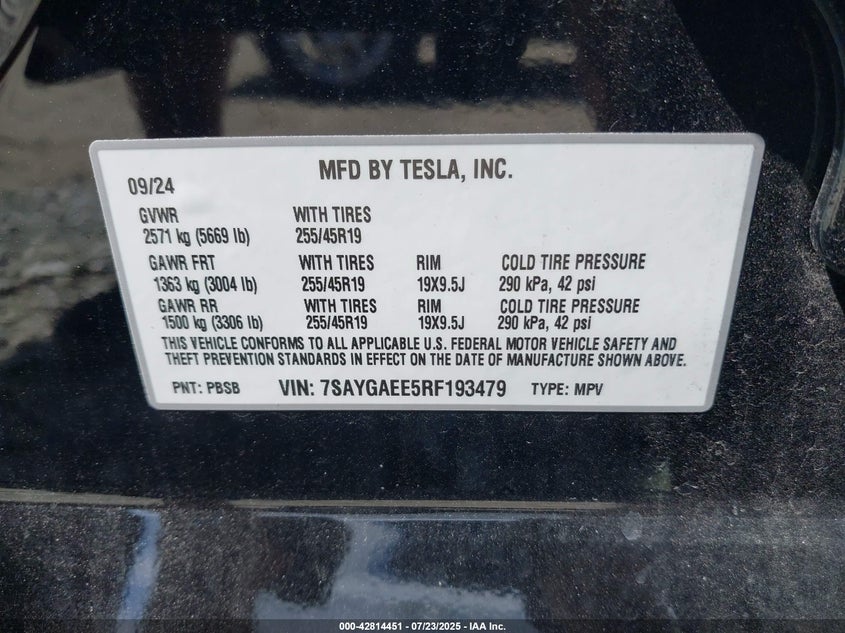 MFD BY TESLA, INC.
09/24
GVWR WITH TIRES
2571 kg (5669 lb) 255/45R19
GAWR FRT WITH TIRES RIM COLD TIRE PRESSURE
1363 kg (3004 lb) 255/45R19 19X9.5J 290 kPa, 42 psi
GAWR RR WITH TIRES RIM COLD TIRE PRESSURE
1500 kg (3306 lb) 255/45R19 19X9.5J 290 kPa, 42 psi
THIS VEHICLE CONFORMS TO ALL APPLICABLE U.S. FEDERAL MOTOR VEHICLE SAFETY AND
THEFT PREVENTION STANDARDS IN EFFECT ON THE DATE OF MANUFACTURE SHOWN ABOVE.
PNT: PBSB VIN: 7SAYGAEE5RF193479 TYPE: MPV
000-42814451 - 07/23/2025 - IAA Inc.